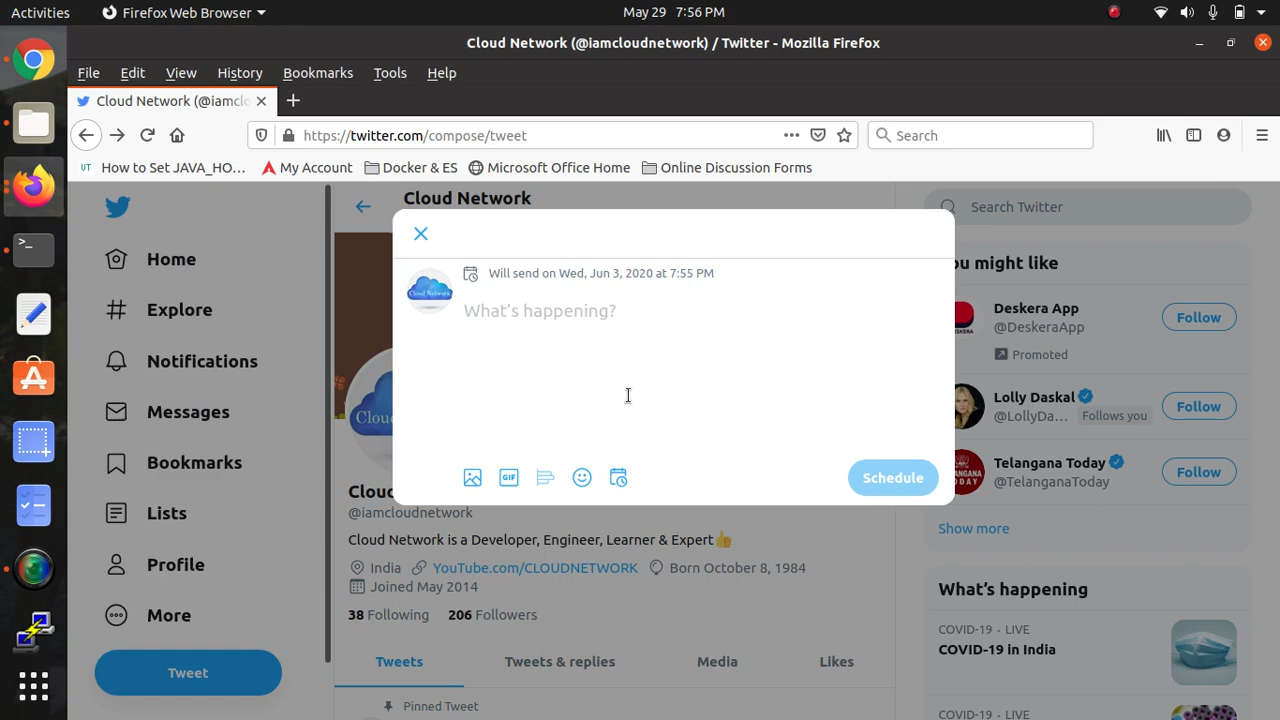 Activities
Firefox Web Browser
May 29 7:56 PM
Cloud Network (@iamcloudnetwork) / Twitter - Mozilla Firefox
File Edit View History Bookmarks Tools Help
Cloud Network (@iamclo
https://twitter.com/compose/tweet
Search
How to Set JAVA_HO... My Account Docker & ES Microsoft Office Home Online Discussion Forms
Home
Explore
Notifications
Messages
Bookmarks
Lists
Profile
More
Tweet
Cloud Network
Will send on Wed, Jun 3, 2020 at 7:55 PM
Cloud Network
What's happening?
GIF
Schedule
Cloud
Clou
@iamcloudnetwork
Cloud Network is a Developer, Engineer, Learner & Expert👍
India YouTube.com/CLOUDNETWORK Born October 8, 1984
Joined May 2014
38 Following 206 Followers
Tweets Tweets & replies Media Likes
Pinned Tweet
Search Twitter
ou might like
Deskera App
@DeskeraApp
Follow
Promoted
Lolly Daskal
@LollyDa... Follows you
Follow
Telangana Today
@TelanganaToday
Follow
Show more
What's happening
COVID-19 · LIVE
COVID-19 in India
COVID-19 · LIVE